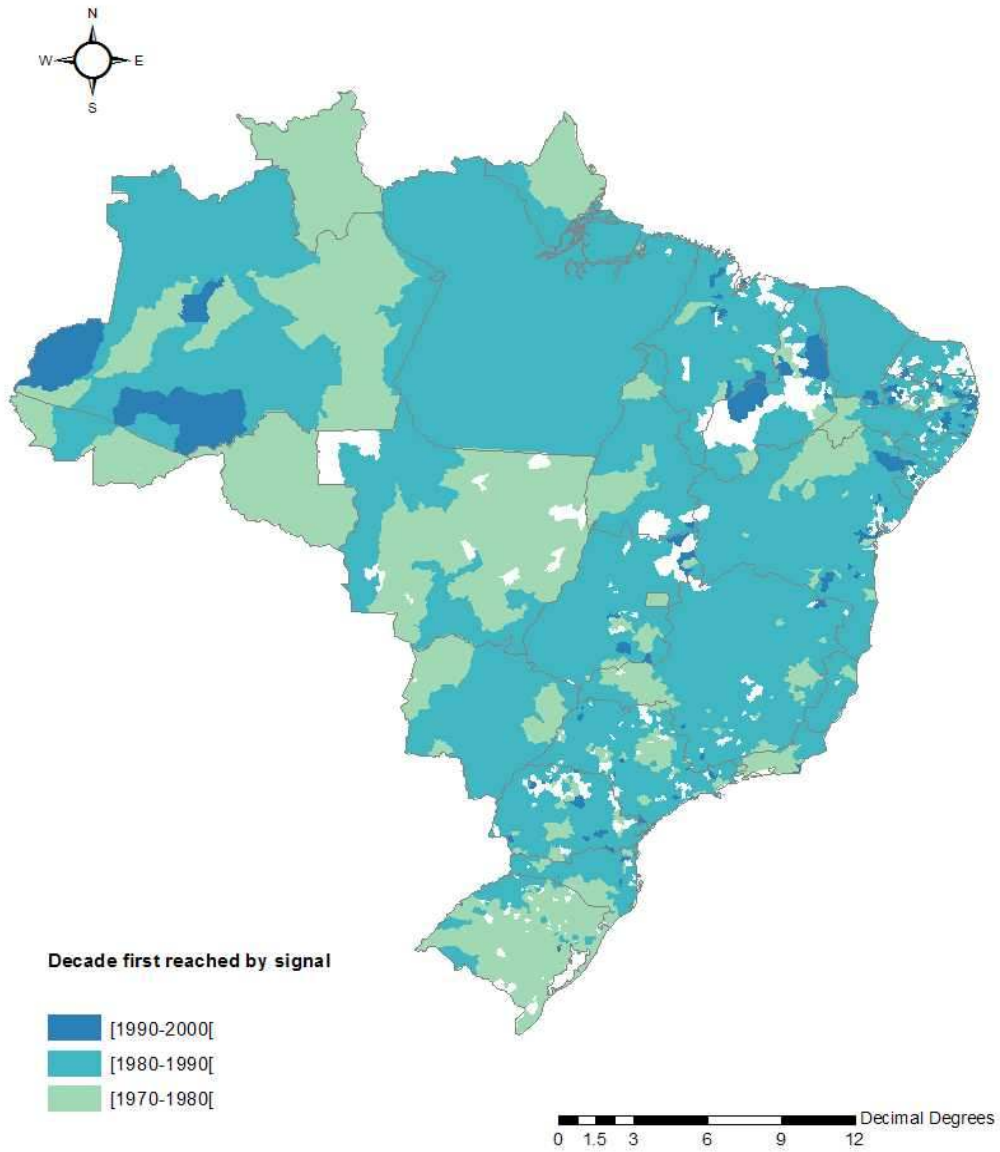 N
W E
S
Decade first reached by signal
[1990-2000[
[1980-1990[
[1970-1980[
Decimal Degrees
0 1.5 3 6 9 12